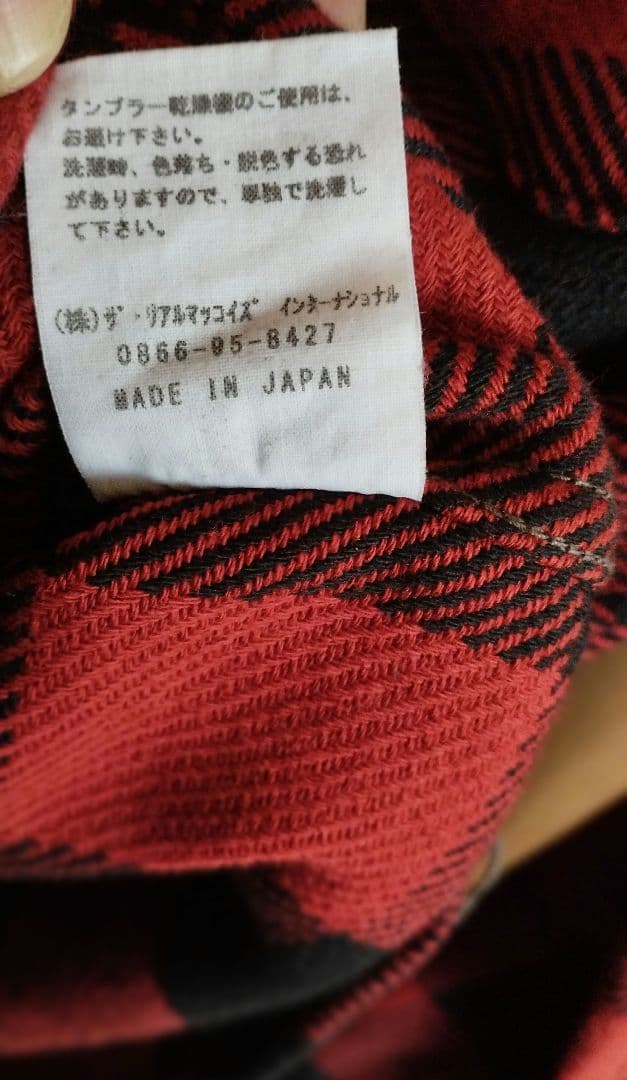 タンブラー乾燥機のご使用は、
お避け下さい。
洗濯時、色落ち・脱色する恐れ
がありますので、単独で洗濯し
て下さい。
(株)ザ・リアルマッコイズ インターナショナル
0866-95-8427
MADE IN JAPAN